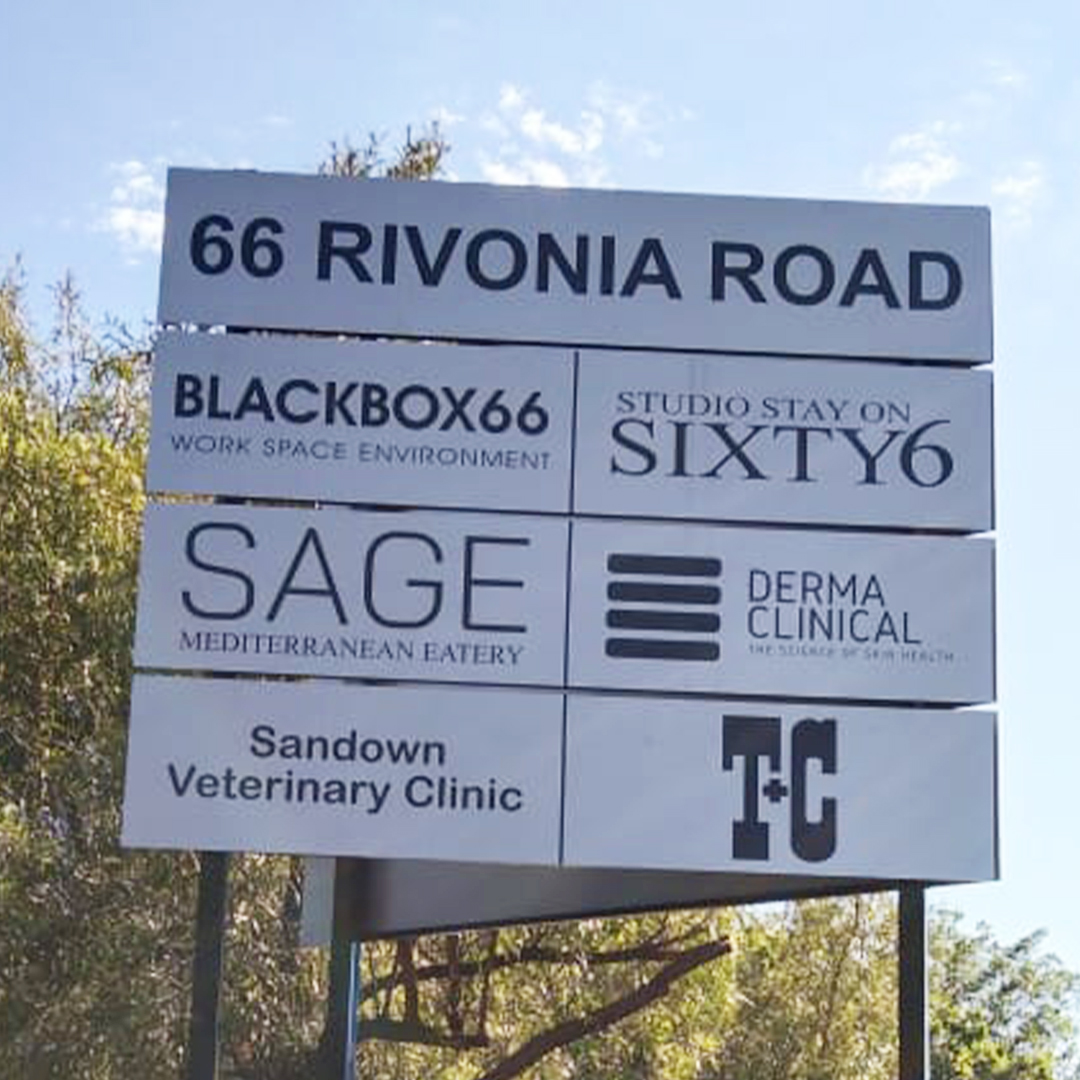 66 RIVONIA ROAD
BLACKBOX66
WORK SPACE ENVIRONMENT
STUDIO STAY ON
SIXTY6
SAGE
MEDITERRANEAN EATERY
DERMA
CLINICAL
THE SCIENCE OF SKIN HEALTH
Sandown
Veterinary Clinic
T+C